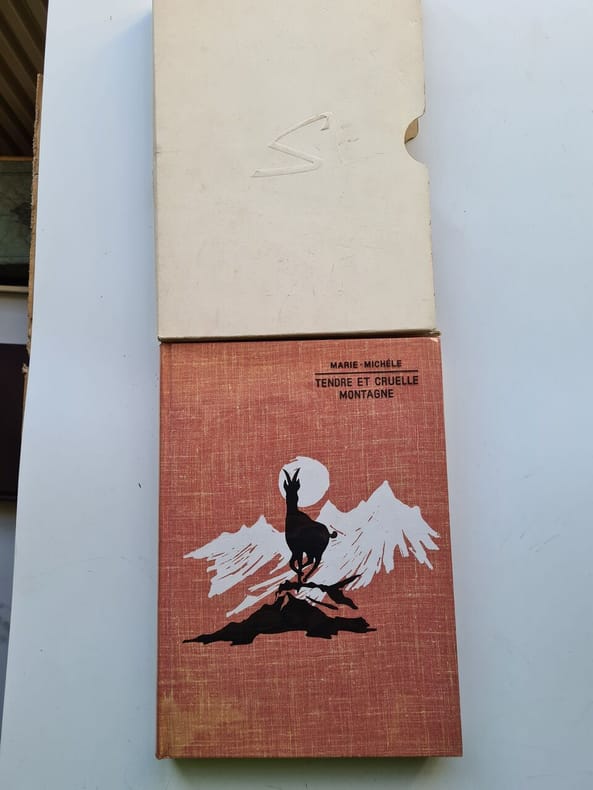 S
MARIE-MICHÈLE
TENDRE ET CRUELLE
MONTAGNE